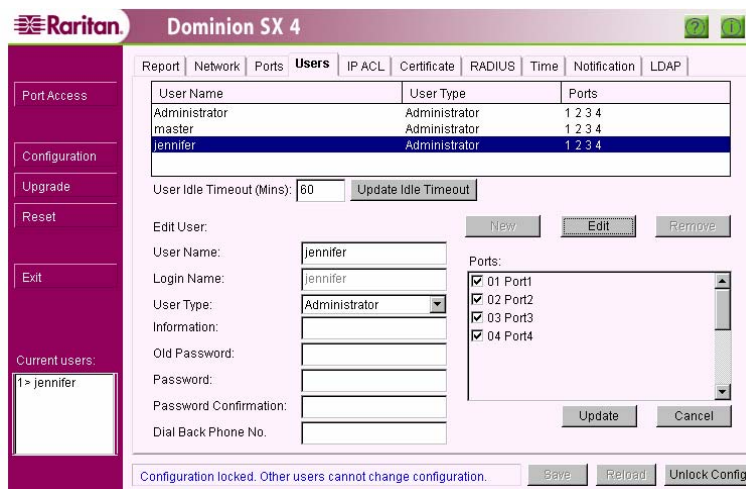 Raritan. Dominion SX 4 ? i
Report Network Ports Users IP ACL Certificate RADIUS Time Notification LDAP
Port Access
Configuration
Upgrade
Reset
Exit
Current users:
1> jennifer
User Name User Type Ports
Administrator Administrator 1 2 3 4
master Administrator 1 2 3 4
jennifer Administrator 1 2 3 4
User Idle Timeout (Mins): 60 Update Idle Timeout
Edit User: New Edit Remove
User Name: jennifer
Login Name: jennifer
User Type: Administrator
Information:
Old Password:
Password:
Password Confirmation:
Dial Back Phone No.
Ports:
01 Port1
02 Port2
03 Port3
04 Port4
Update Cancel
Configuration locked. Other users cannot change configuration. Save Reload Unlock Config